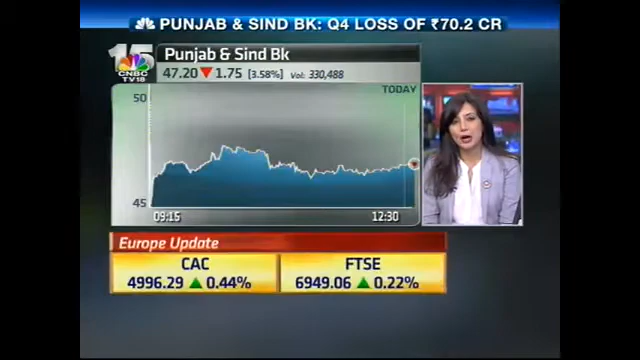 PUNJAB & SIND BK: Q4 LOSS OF ₹70.2 CR
15
CNBC
TV18
Punjab & Sind Bk
47.20 ▼ 1.75 [3.58%] Vol: 330,488
TODAY
50
45
09:15 12:30
Europe Update
CAC FTSE
4996.29 ▲ 0.44% 6949.06 ▲ 0.22%